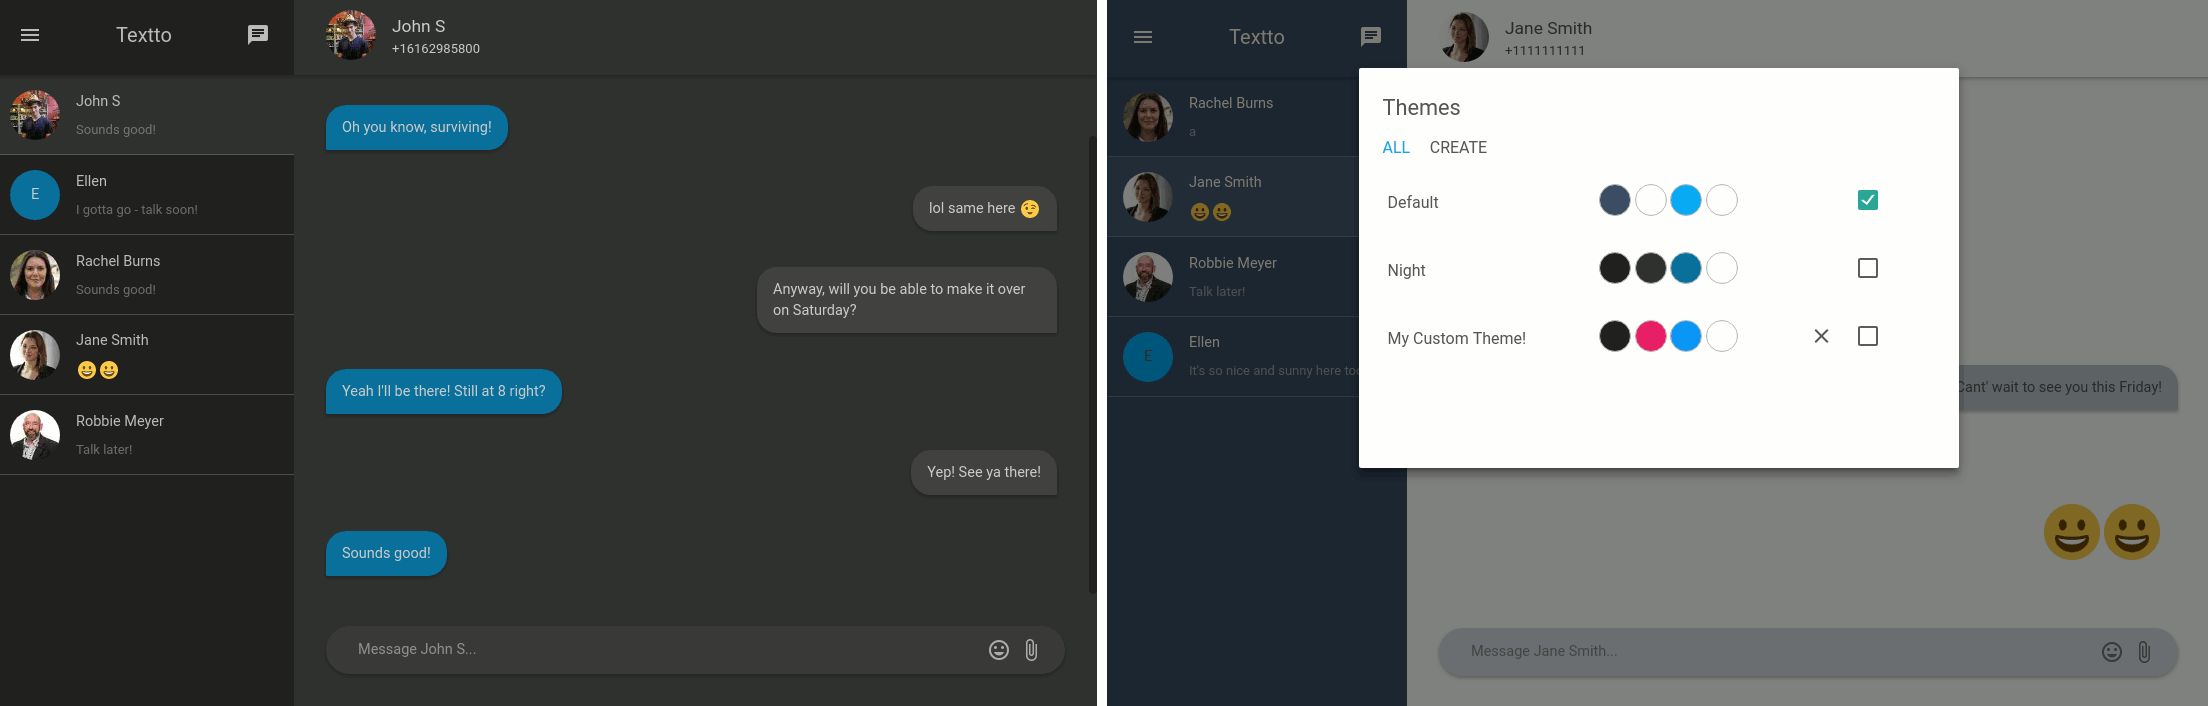 Textto
John S
Sounds good!
E
Ellen
I gotta go - talk soon!
Rachel Burns
Sounds good!
Jane Smith
😃😃
Robbie Meyer
Talk later!
John S
+16162985800
Oh you know, surviving!
lol same here 😉
Anyway, will you be able to make it over
on Saturday?
Yeah I'll be there! Still at 8 right?
Yep! See ya there!
Sounds good!
Message John S...
Textto
Rachel Burns
a
Jane Smith
😃😃
Robbie Meyer
Talk later!
E
Ellen
It's so nice and sunny here
Jane Smith
+1111111111
Themes
ALL CREATE
Default
Night
My Custom Theme!
Cant' wait to see you this Friday!
😃😃
Message Jane Smith...